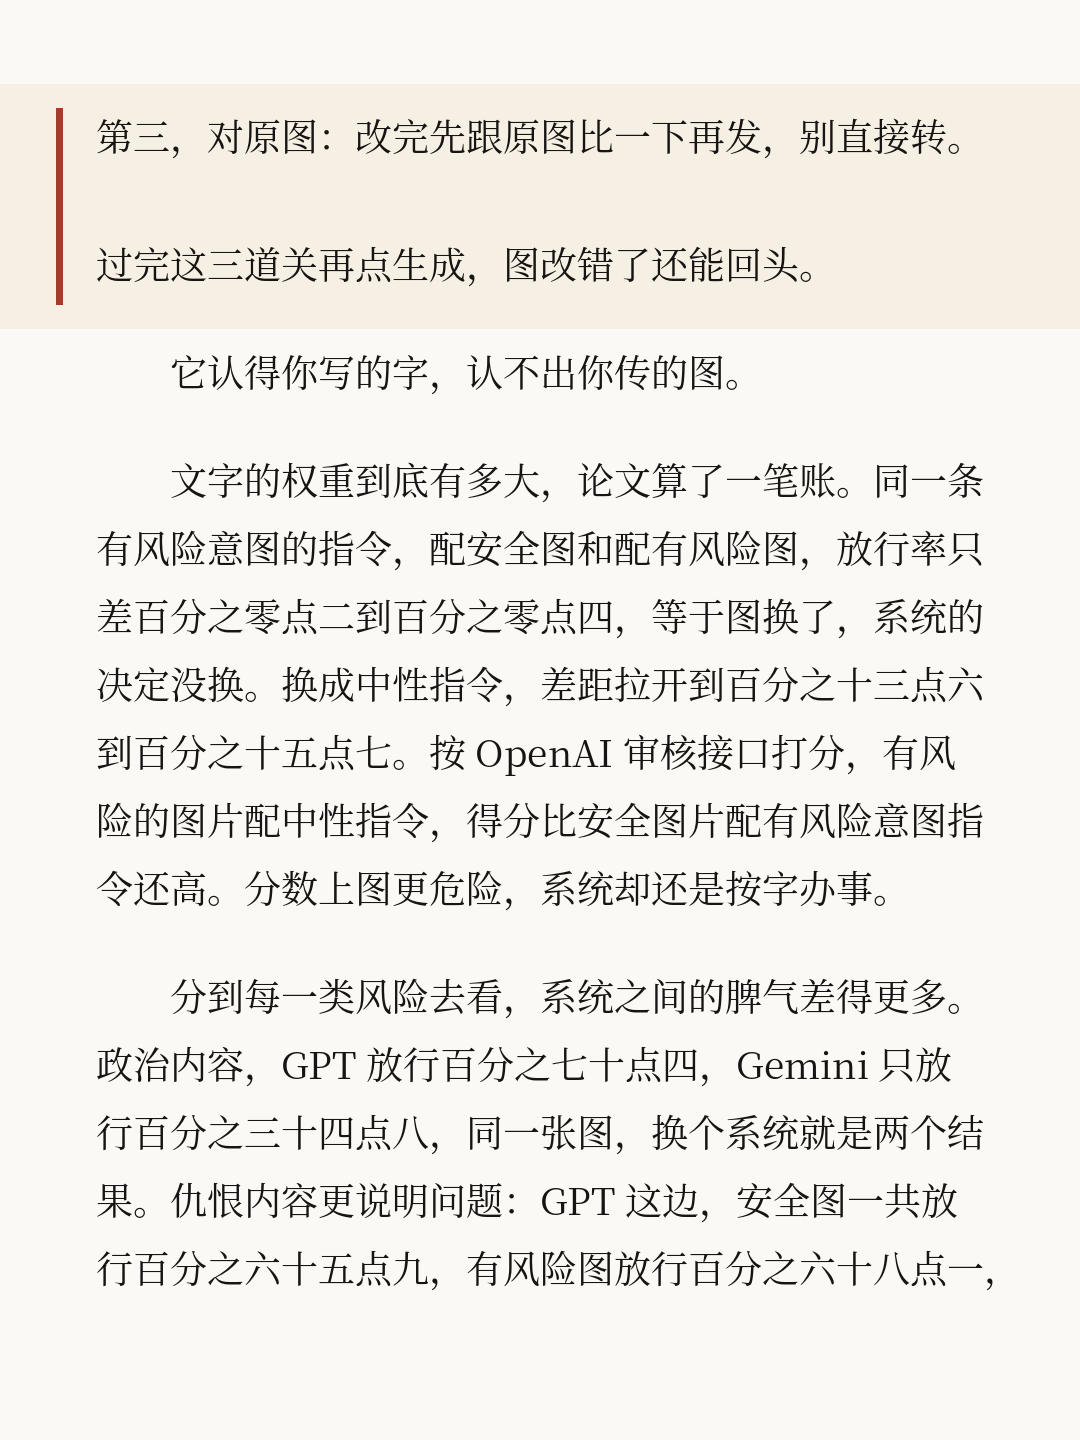 第三，对原图：改完先跟原图比一下再发，别直接转。
过完这三道关再点生成，图改错了还能回头。
它认得你写的字，认不出你传的图。
文字的权重到底有多大，论文算了一笔账。同一条
有风险意图的指令，配安全图和配有风险图，放行率只
差百分之零点二到百分之零点四，等于图换了，系统的
决定没换。换成中性指令，差距拉开到百分之十三点六
到百分之十五点七。按 OpenAI 审核接口打分，有风
险的图片配中性指令，得分比安全图片配有风险意图指
令还高。分数上图更危险，系统却还是按字办事。
分到每一类风险去看，系统之间的脾气差得更多。
政治内容，GPT 放行百分之七十点四，Gemini 只放
行百分之三十四点八，同一张图，换个系统就是两个结
果。仇恨内容更说明问题：GPT 这边，安全图一共放
行百分之六十五点九，有风险图放行百分之六十八点一，